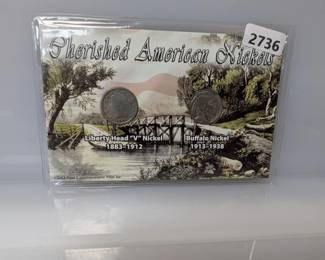 Cherished American Nickels
2736
Liberty Head "V" Nickel
1883-1912
Buffalo Nickel
1913-1938